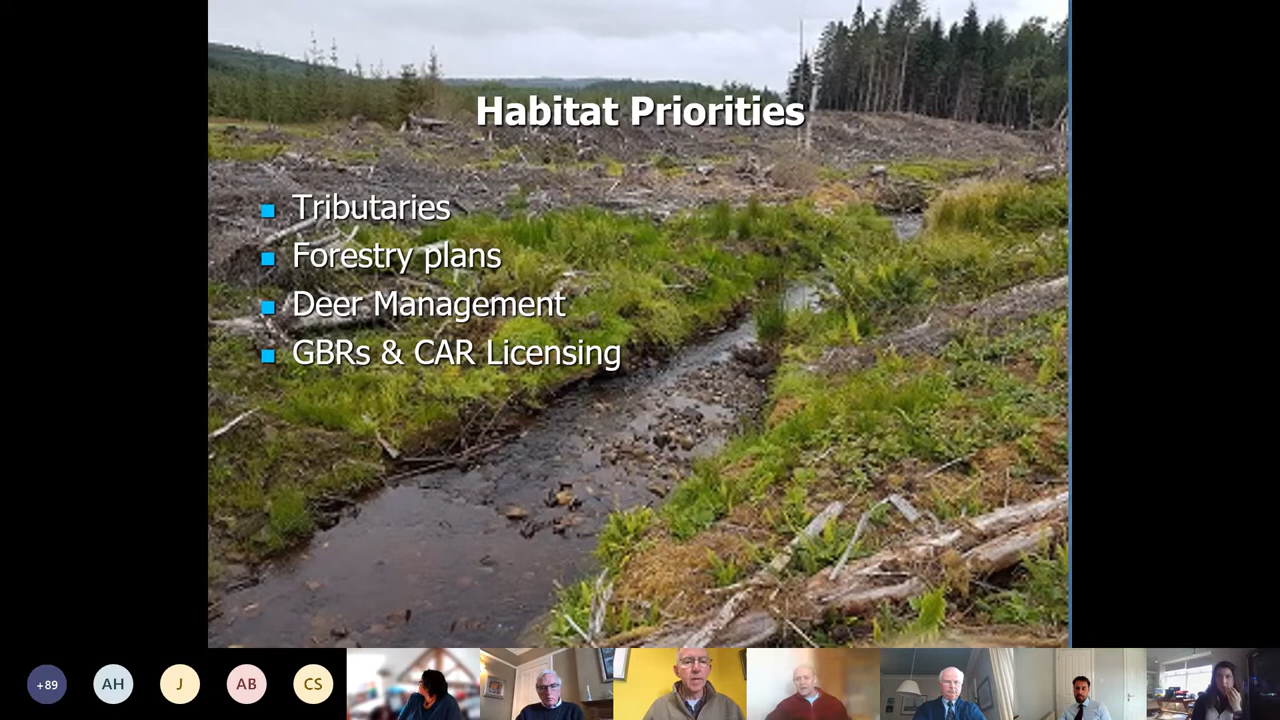 Habitat Priorities
Tributaries
Forestry plans
Deer Management
GBRs & CAR Licensing
+89
AH
J
AB
CS